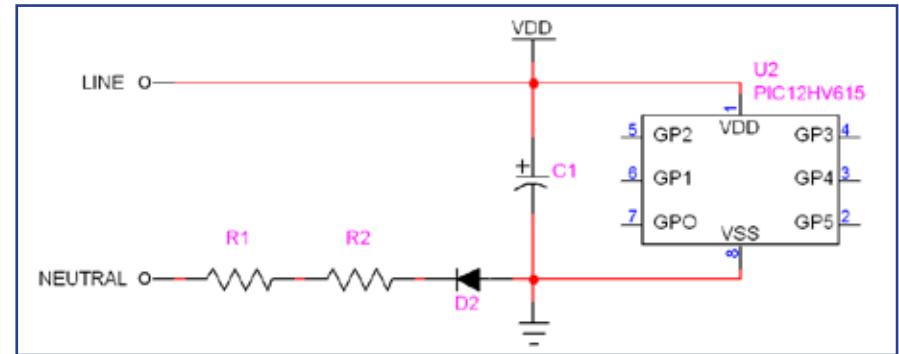 VDD
LINE
U2
PIC12HV615
1
5 GP2 VDD GP3 4
C1
+
6 GP1 GP4 3
7 GPO GP5 2
VSS
R1 R2
8
NEUTRAL
D2